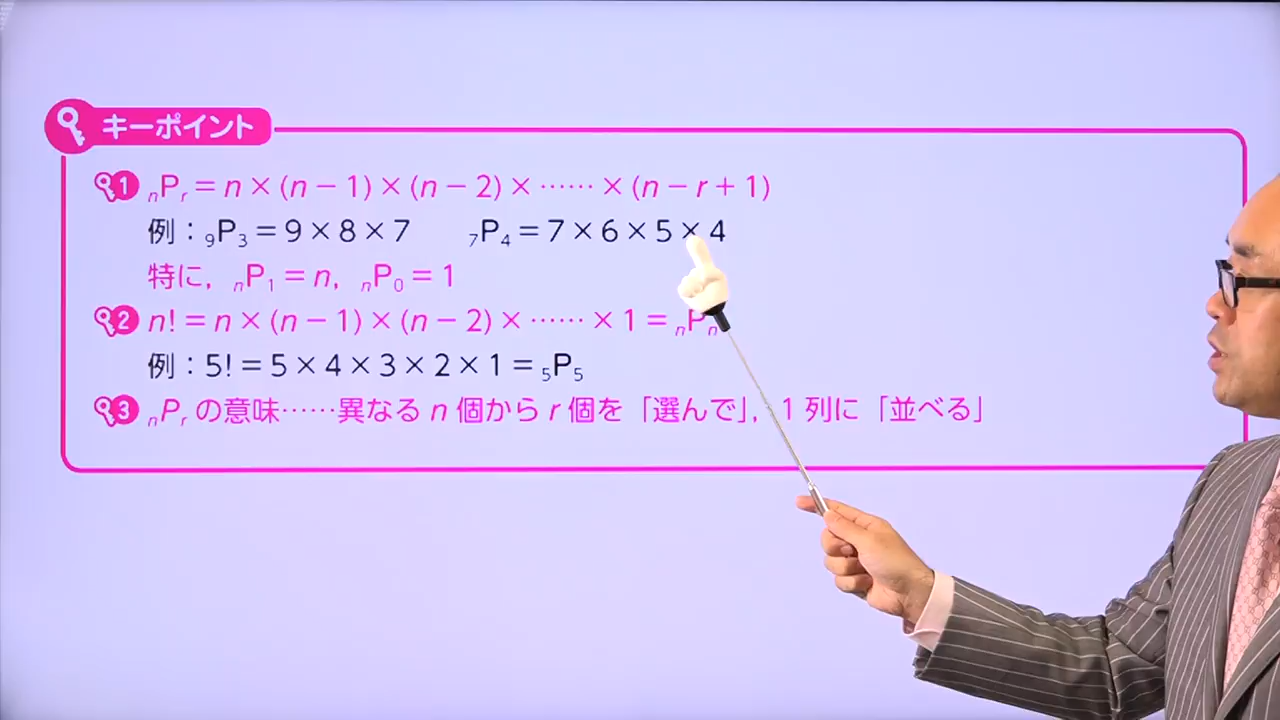 キーポイント
1 ₙPᵣ = n × (n − 1) × (n − 2) × …… × (n − r + 1)
例：₉P₃ = 9 × 8 × 7　₇P₄ = 7 × 6 × 5 × 4
特に，ₙP₁ = n，ₙP₀ = 1
2 n! = n × (n − 1) × (n − 2) × …… × 1 = ₙPₙ
例：5! = 5 × 4 × 3 × 2 × 1 = ₅P₅
3 ₙPᵣ の意味……異なる n 個から r 個を「選んで」，1 列に「並べる」